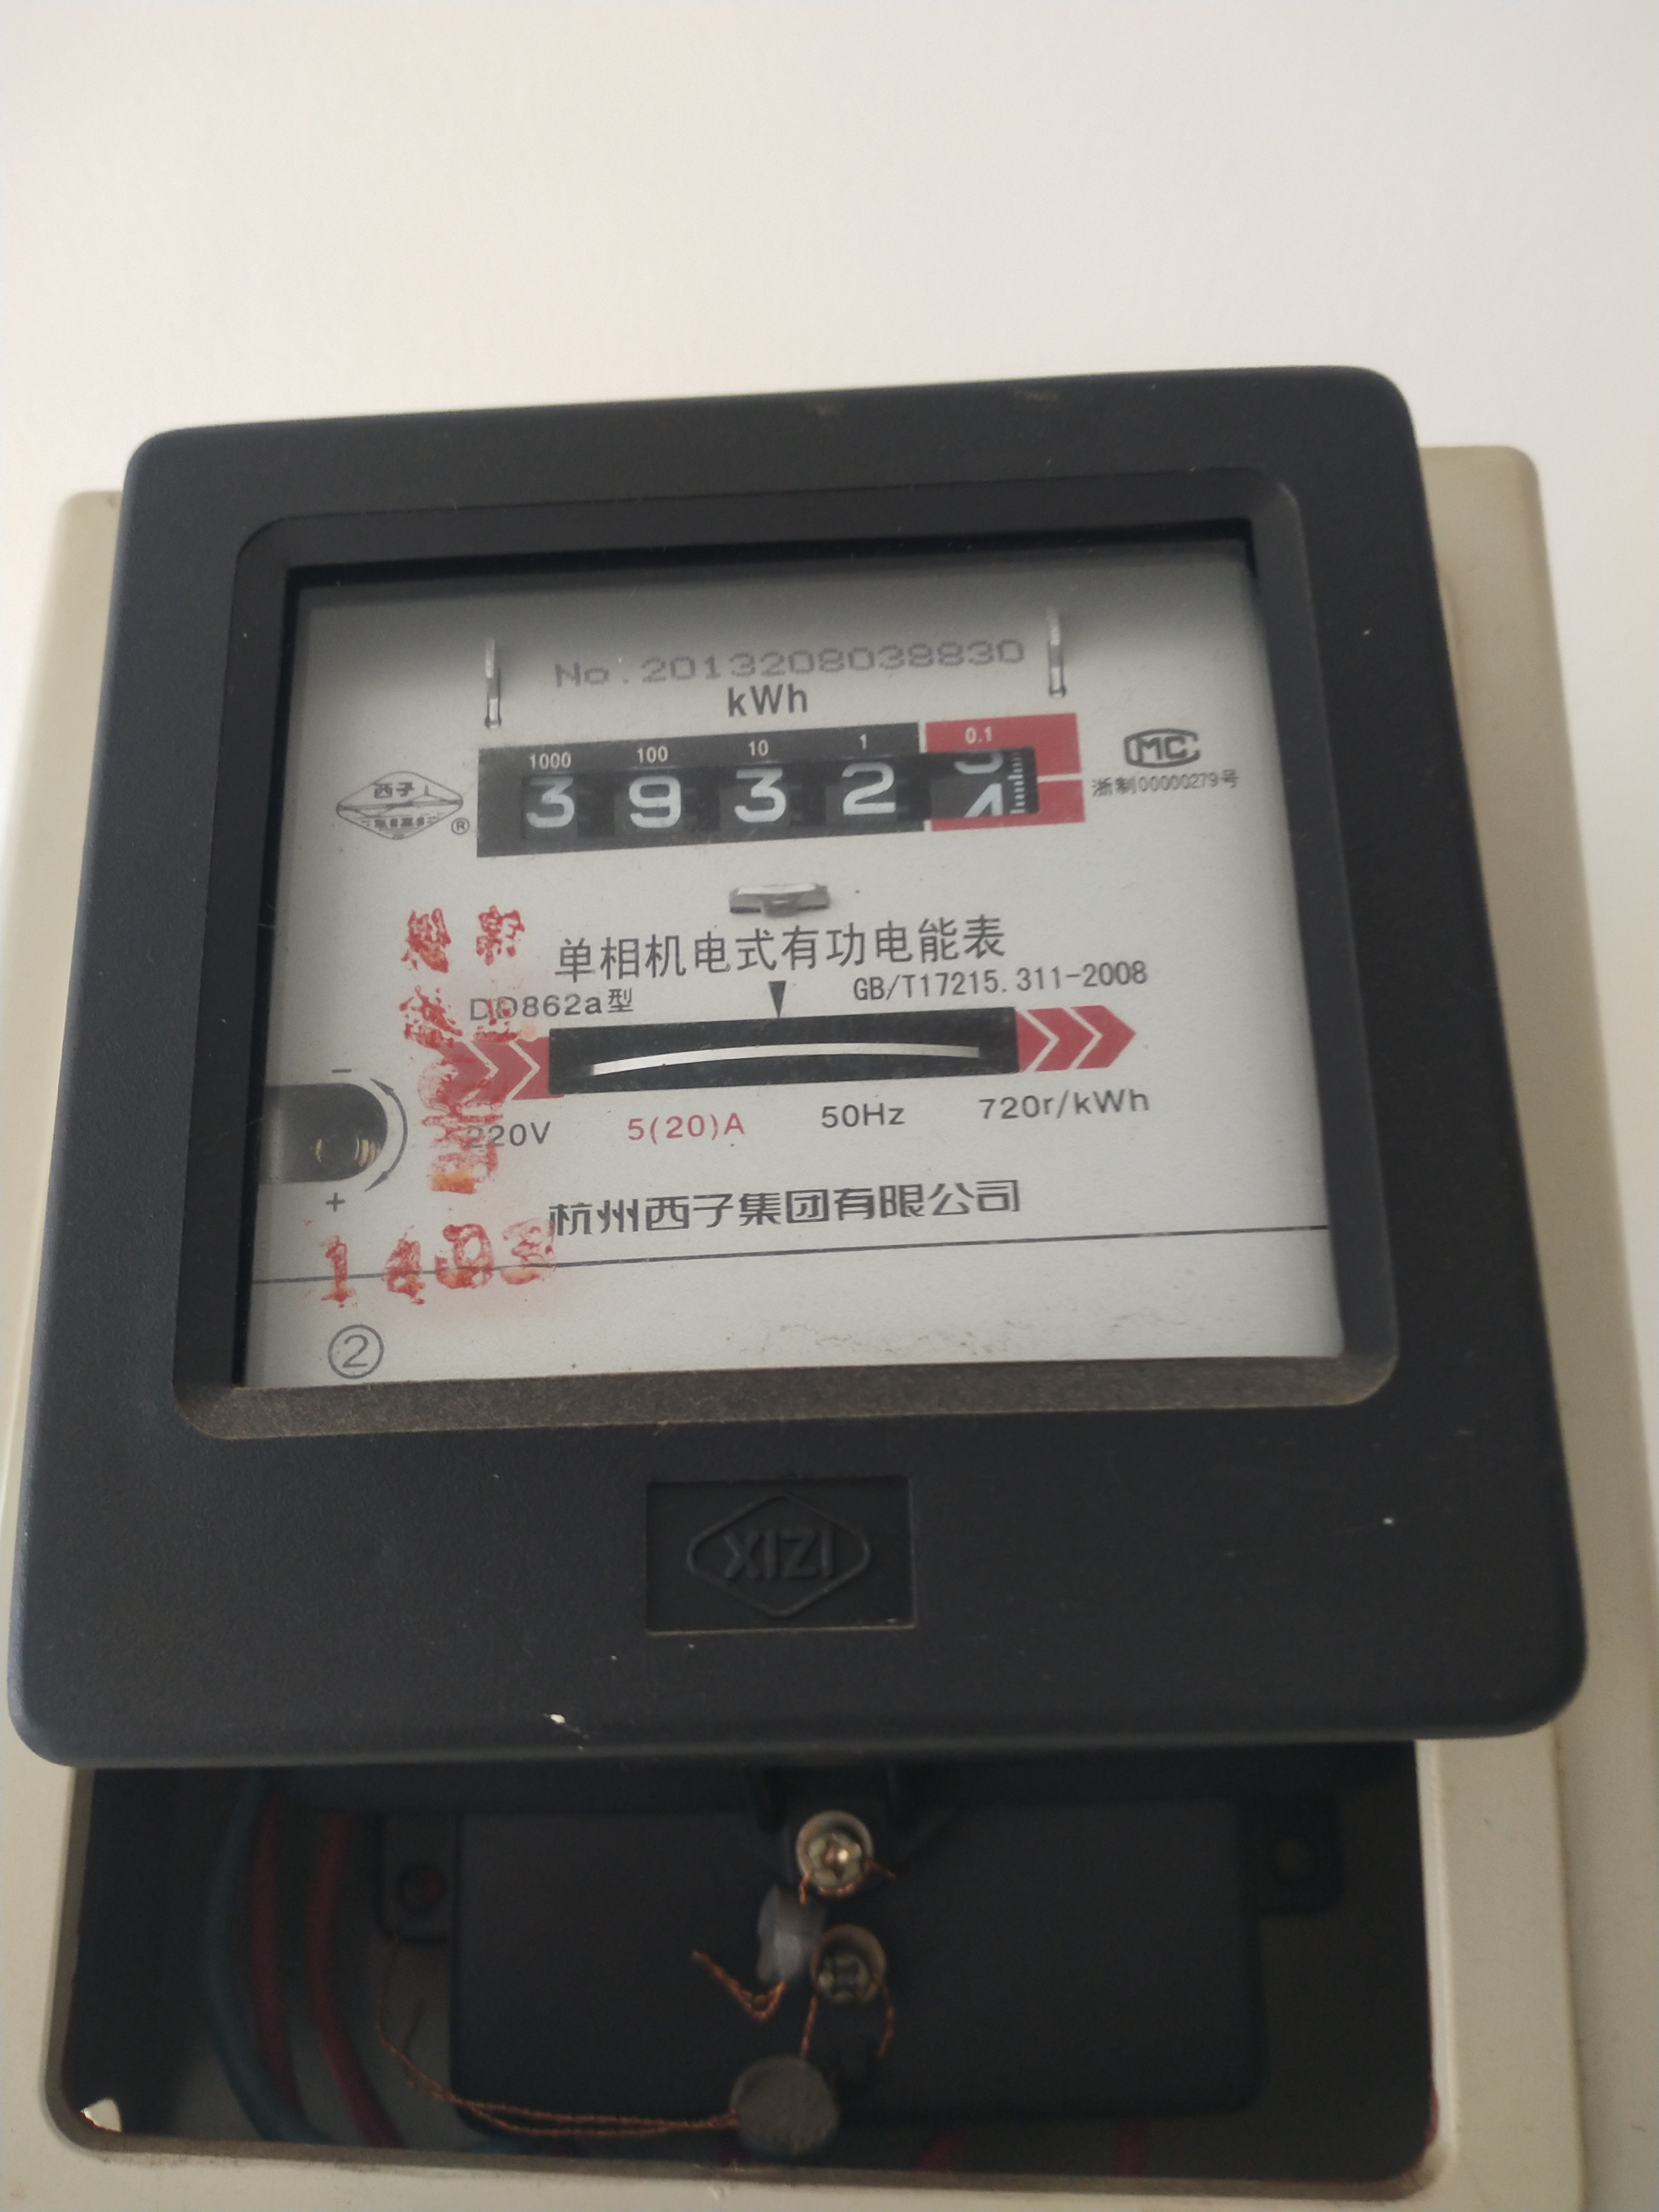 No.2013208038830
kWh
1000 100 10 1 0.1
3 9 3 2
西子
®
MC
浙制00000279号
单相机电式有功电能表
DD862a型
GB/T17215.311-2008
220V 5(20)A 50Hz 720r/kWh
−
+
杭州西子集团有限公司
②
XIZI